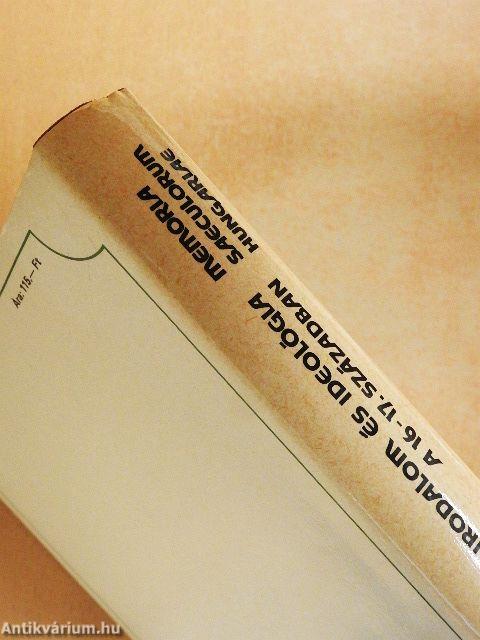 MEMORIA
SAECULORUM
HUNGARIAE
IRODALOM ÉS IDEOLÓGIA
A 16-17. SZÁZADBAN
Ára: 115.— Ft
Antikvárium.hu